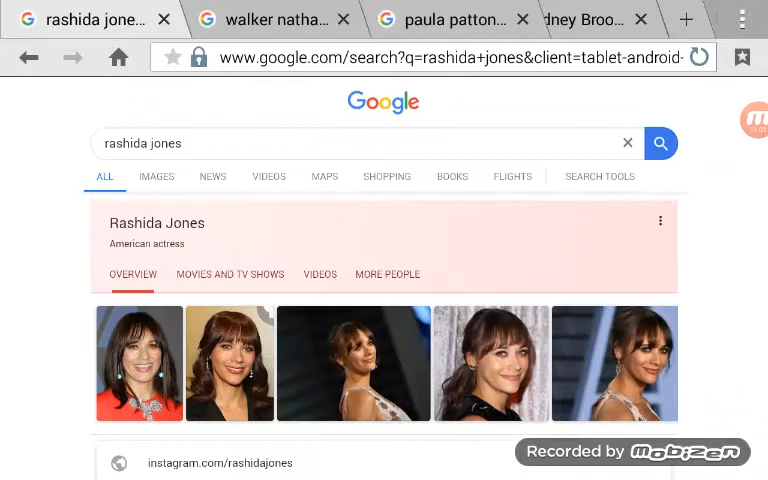 rashida jone...
walker natha...
paula patton...
dney Broo...
www.google.com/search?q=rashida+jones&client=tablet-android-
11:03
Google
rashida jones
ALL IMAGES NEWS VIDEOS MAPS SHOPPING BOOKS FLIGHTS SEARCH TOOLS
Rashida Jones
American actress
OVERVIEW MOVIES AND TV SHOWS VIDEOS MORE PEOPLE
instagram.com/rashidajones
Recorded by Mobizen